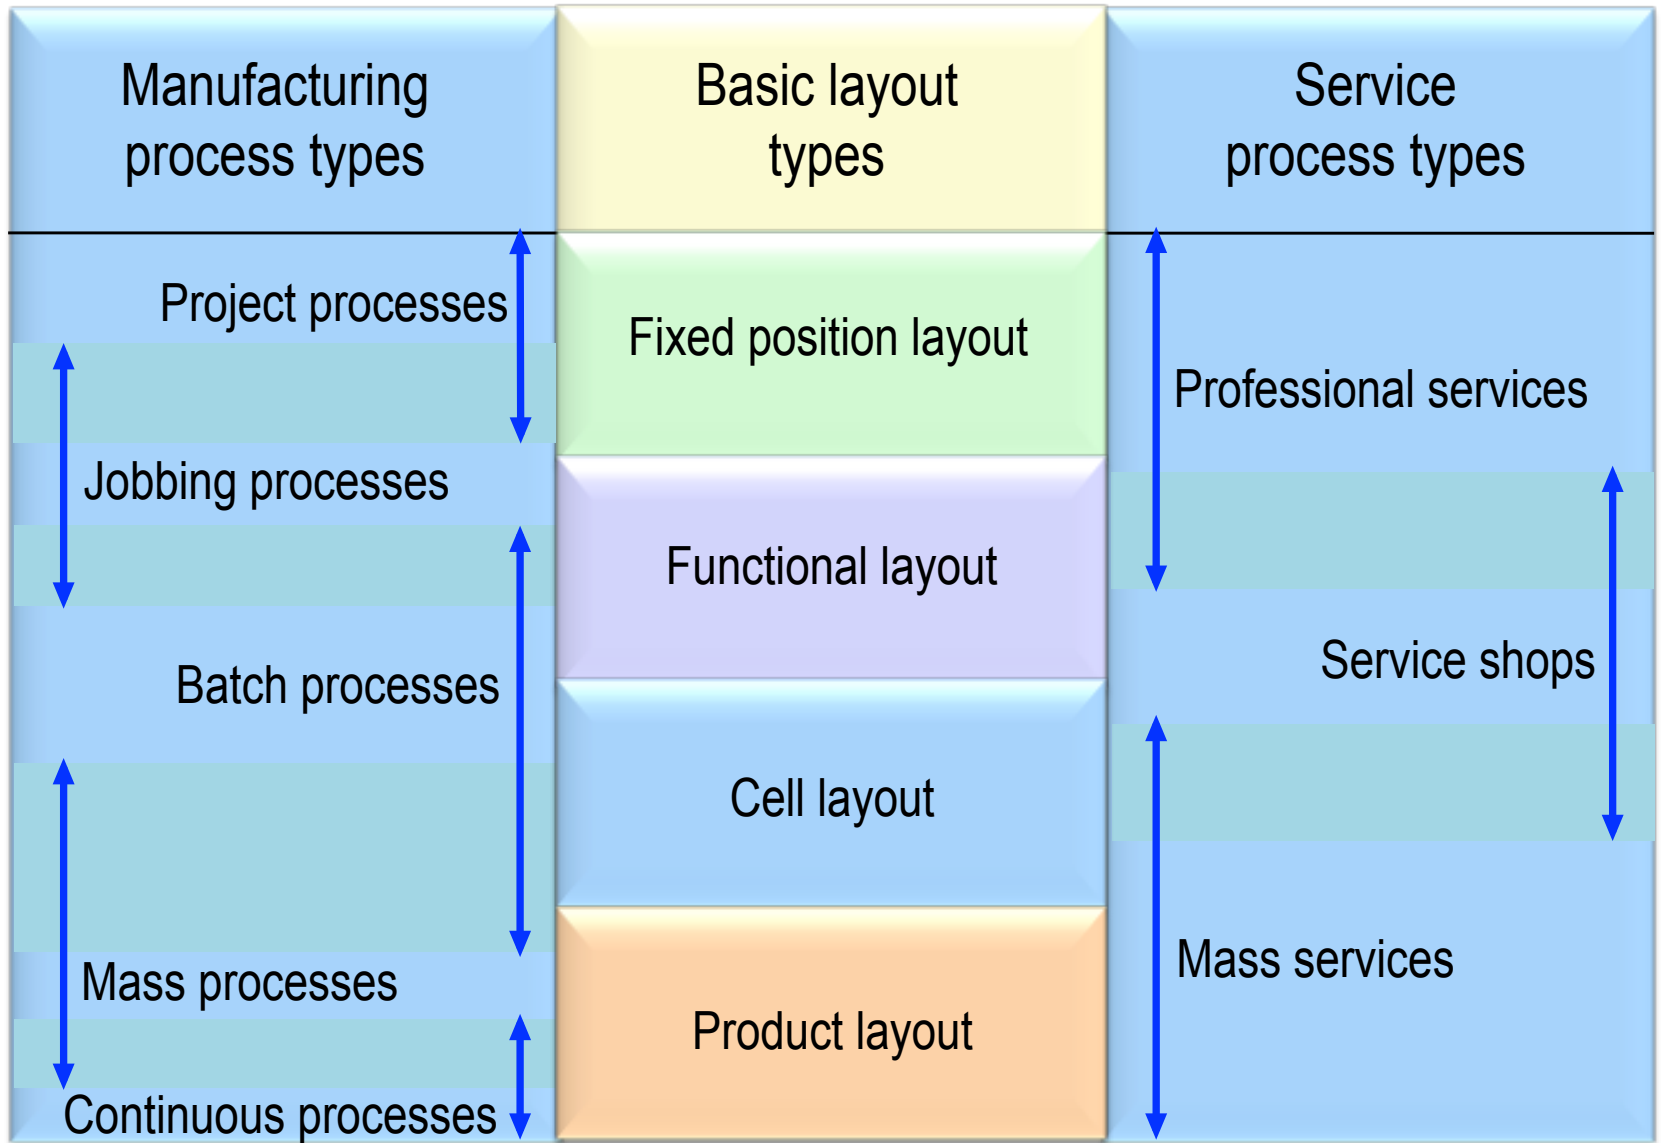 Manufacturing
process types
Basic layout
types
Service
process types
Project processes
Jobbing processes
Batch processes
Mass processes
Continuous processes
Fixed position layout
Functional layout
Cell layout
Product layout
Professional services
Service shops
Mass services